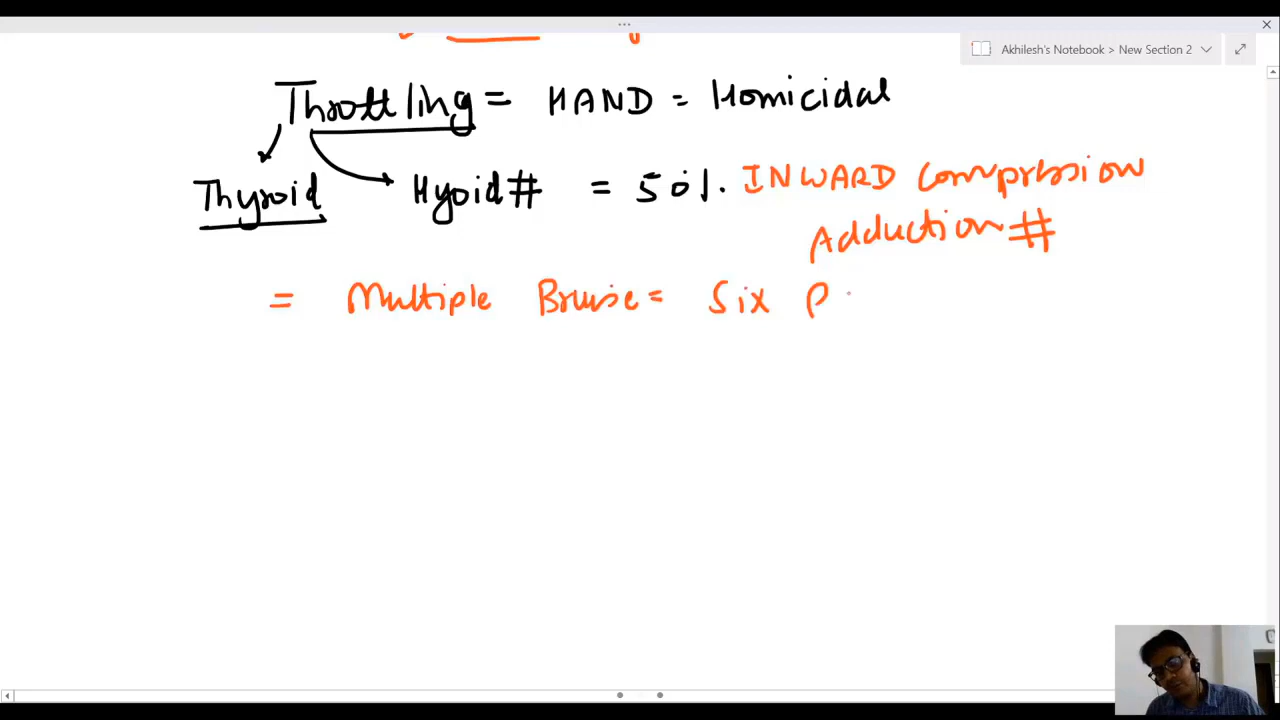 Akhilesh's Notebook > New Section 2
Throttling = HAND = Homicidal
Thyroid Hyoid# = 50%. INWARD Compression
Adduction #
= Multiple Bruise = Six P